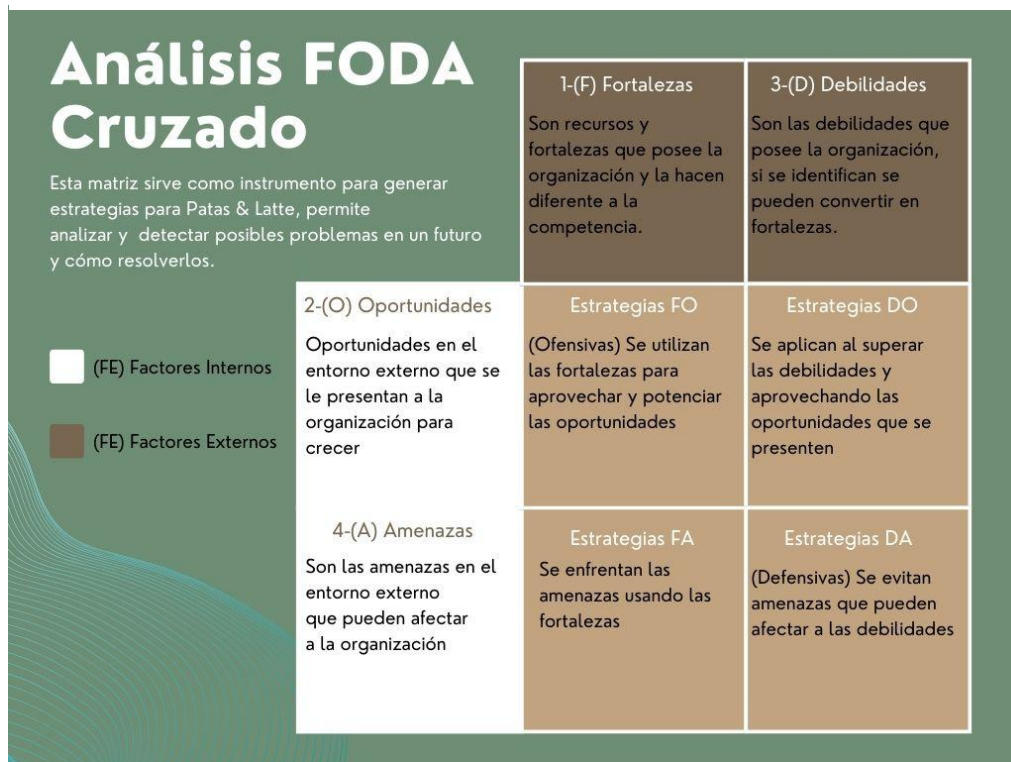 Análisis FODA
Cruzado
Esta matriz sirve como instrumento para generar
estrategias para Patas & Latte, permite
analizar y detectar posibles problemas en un futuro
y cómo resolverlos.
(FE) Factores Internos
(FE) Factores Externos
1-(F) Fortalezas
Son recursos y
fortalezas que posee la
organización y la hacen
diferente a la
competencia.
3-(D) Debilidades
Son las debilidades que
posee la organización,
si se identifican se
pueden convertir en
fortalezas.
2-(O) Oportunidades
Oportunidades en el
entorno externo que se
le presentan a la
organización para
crecer
Estrategias FO
(Ofensivas) Se utilizan
las fortalezas para
aprovechar y potenciar
las oportunidades
Estrategias DO
Se aplican al superar
las debilidades y
aprovechando las
oportunidades que se
presenten
4-(A) Amenazas
Son las amenazas en el
entorno externo
que pueden afectar
a la organización
Estrategias FA
Se enfrentan las
amenazas usando las
fortalezas
Estrategias DA
(Defensivas) Se evitan
amenazas que pueden
afectar a las debilidades